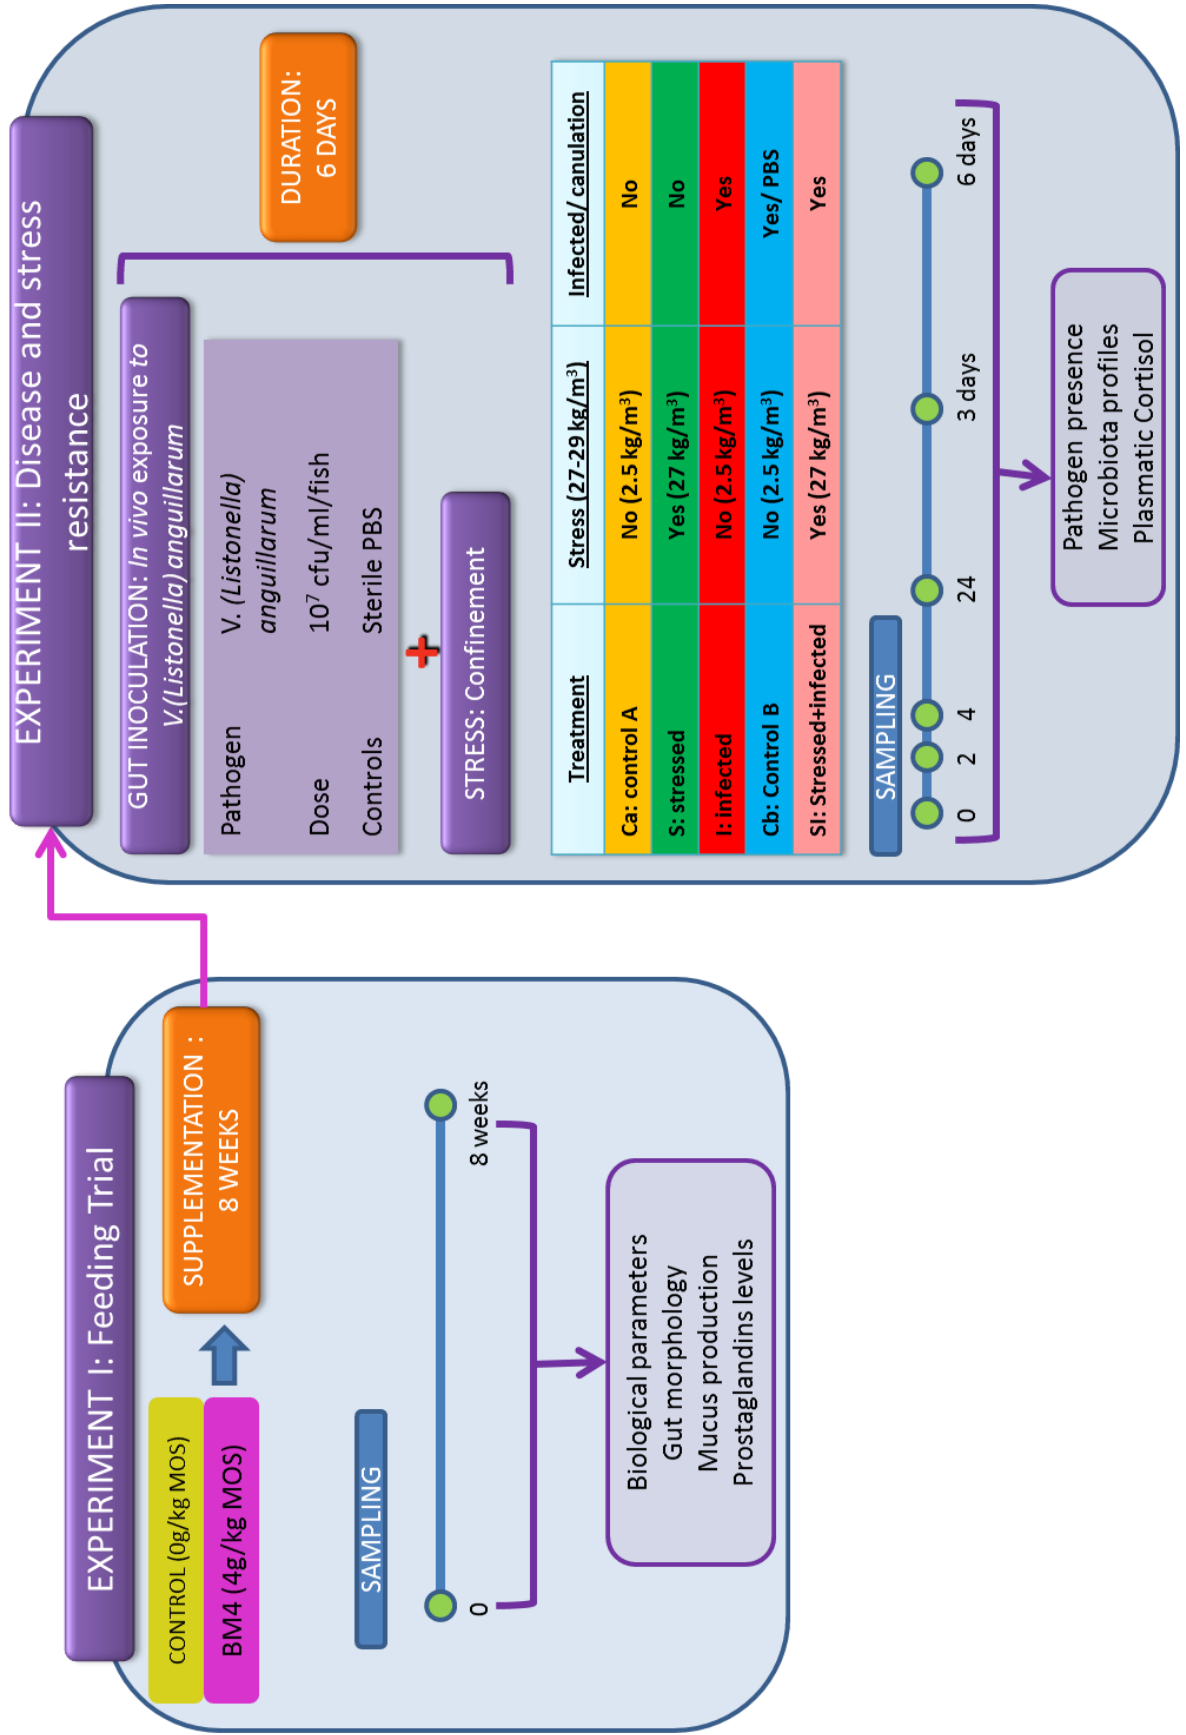 EXPERIMENT I: Feeding Trial
CONTROL (0g/kg MOS)
BM4 (4g/kg MOS)
SUPPLEMENTATION :
8 WEEKS
SAMPLING
0
8 weeks
Biological parameters
Gut morphology
Mucus production
Prostaglandins levels
EXPERIMENT II: Disease and stress
resistance
GUT INOCULATION: In vivo exposure to
V.(Listonella) anguillarum
Pathogen
V. (Listonella)
anguillarum
Dose
10⁷ cfu/ml/fish
Controls
Sterile PBS
+
STRESS: Confinement
DURATION:
6 DAYS
Treatment Stress (27-29 kg/m³) Infected/ canulation
Ca: control A No (2.5 kg/m³) No
S: stressed Yes (27 kg/m³) No
I: infected No (2.5 kg/m³) Yes
Cb: Control B No (2.5 kg/m³) Yes/ PBS
SI: Stressed+infected Yes (27 kg/m³) Yes
SAMPLING
0 2 4 24 3 days 6 days
Pathogen presence
Microbiota profiles
Plasmatic Cortisol